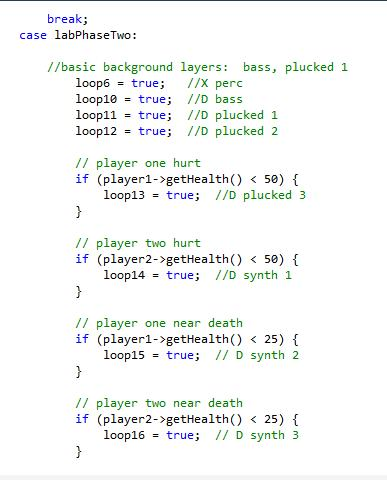 break;
case labPhaseTwo:
//basic background layers:  bass, plucked 1
loop6 = true;   //X perc
loop10 = true;  //D bass
loop11 = true;  //D plucked 1
loop12 = true;  //D plucked 2
// player one hurt
if (player1->getHealth() < 50) {
loop13 = true;  //D plucked 3
}
// player two hurt
if (player2->getHealth() < 50) {
loop14 = true;  //D synth 1
}
// player one near death
if (player1->getHealth() < 25) {
loop15 = true;  // D synth 2
}
// player two near death
if (player2->getHealth() < 25) {
loop16 = true;  // D synth 3
}